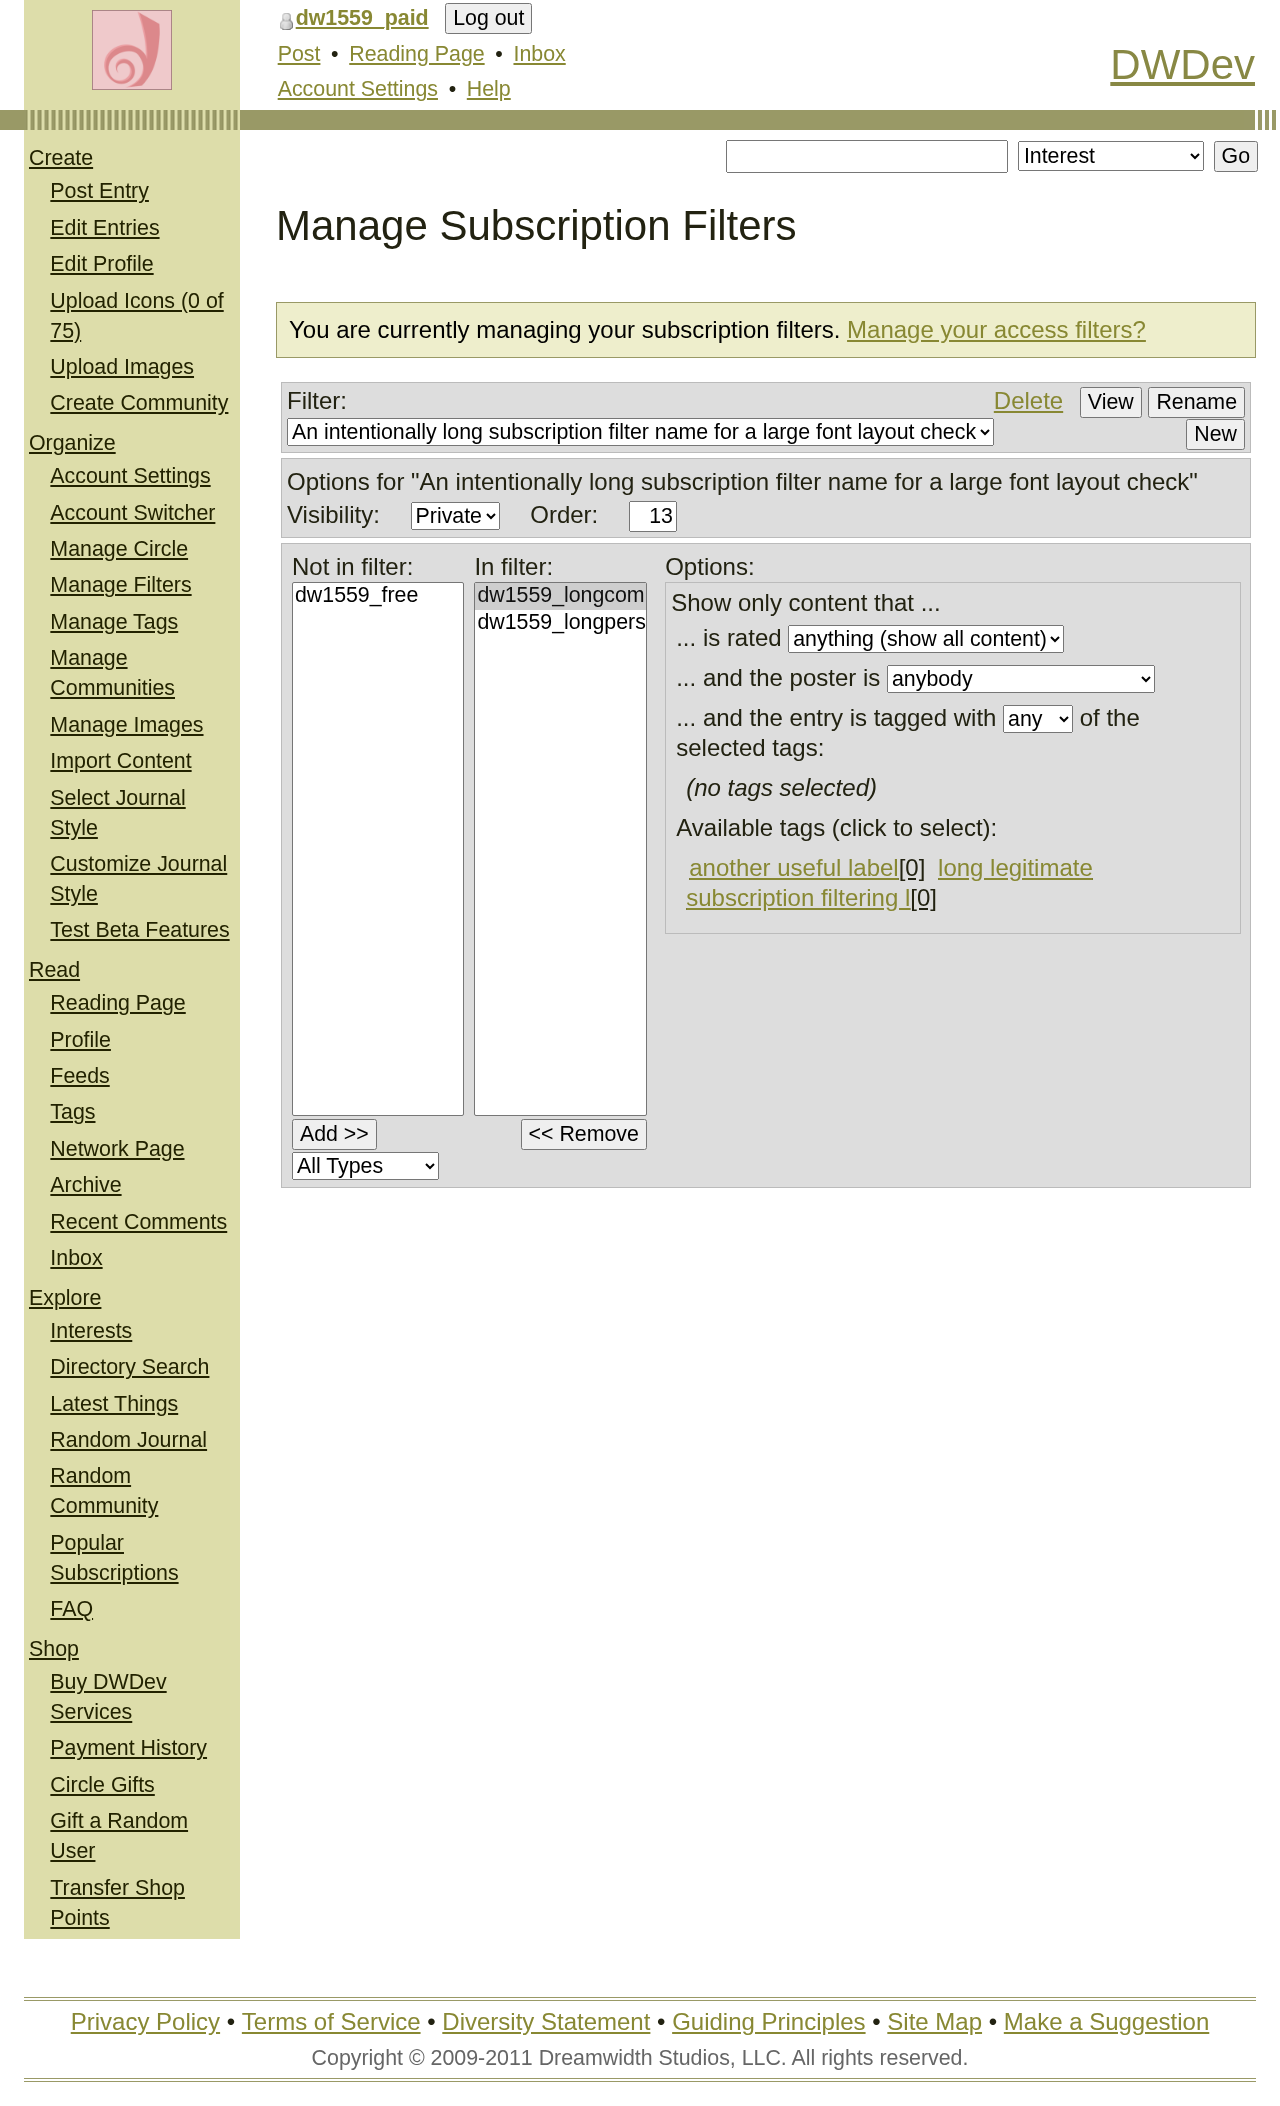 dw1559_paid Log out
Post • Reading Page • Inbox
Account Settings • Help
DWDev
Create
Post Entry
Edit Entries
Edit Profile
Upload Icons (0 of
75)
Upload Images
Create Community
Organize
Account Settings
Account Switcher
Manage Circle
Manage Filters
Manage Tags
Manage
Communities
Manage Images
Import Content
Select Journal
Style
Customize Journal
Style
Test Beta Features
Read
Reading Page
Profile
Feeds
Tags
Network Page
Archive
Recent Comments
Inbox
Explore
Interests
Directory Search
Latest Things
Random Journal
Random
Community
Popular
Subscriptions
FAQ
Shop
Buy DWDev
Services
Payment History
Circle Gifts
Gift a Random
User
Transfer Shop
Points
Interest Go
Manage Subscription Filters
You are currently managing your subscription filters. Manage your access filters?
Filter: Delete View Rename
An intentionally long subscription filter name for a large font layout check New
Options for "An intentionally long subscription filter name for a large font layout check"
Visibility: Private Order: 13
Not in filter: In filter: Options:
dw1559_free
dw1559_longcom
dw1559_longpers
Show only content that ...
... is rated anything (show all content)
... and the poster is anybody
... and the entry is tagged with any of the
selected tags:
(no tags selected)
Available tags (click to select):
another useful label[0] long legitimate
subscription filtering l[0]
Add >> << Remove
All Types
Privacy Policy • Terms of Service • Diversity Statement • Guiding Principles • Site Map • Make a Suggestion
Copyright © 2009-2011 Dreamwidth Studios, LLC. All rights reserved.